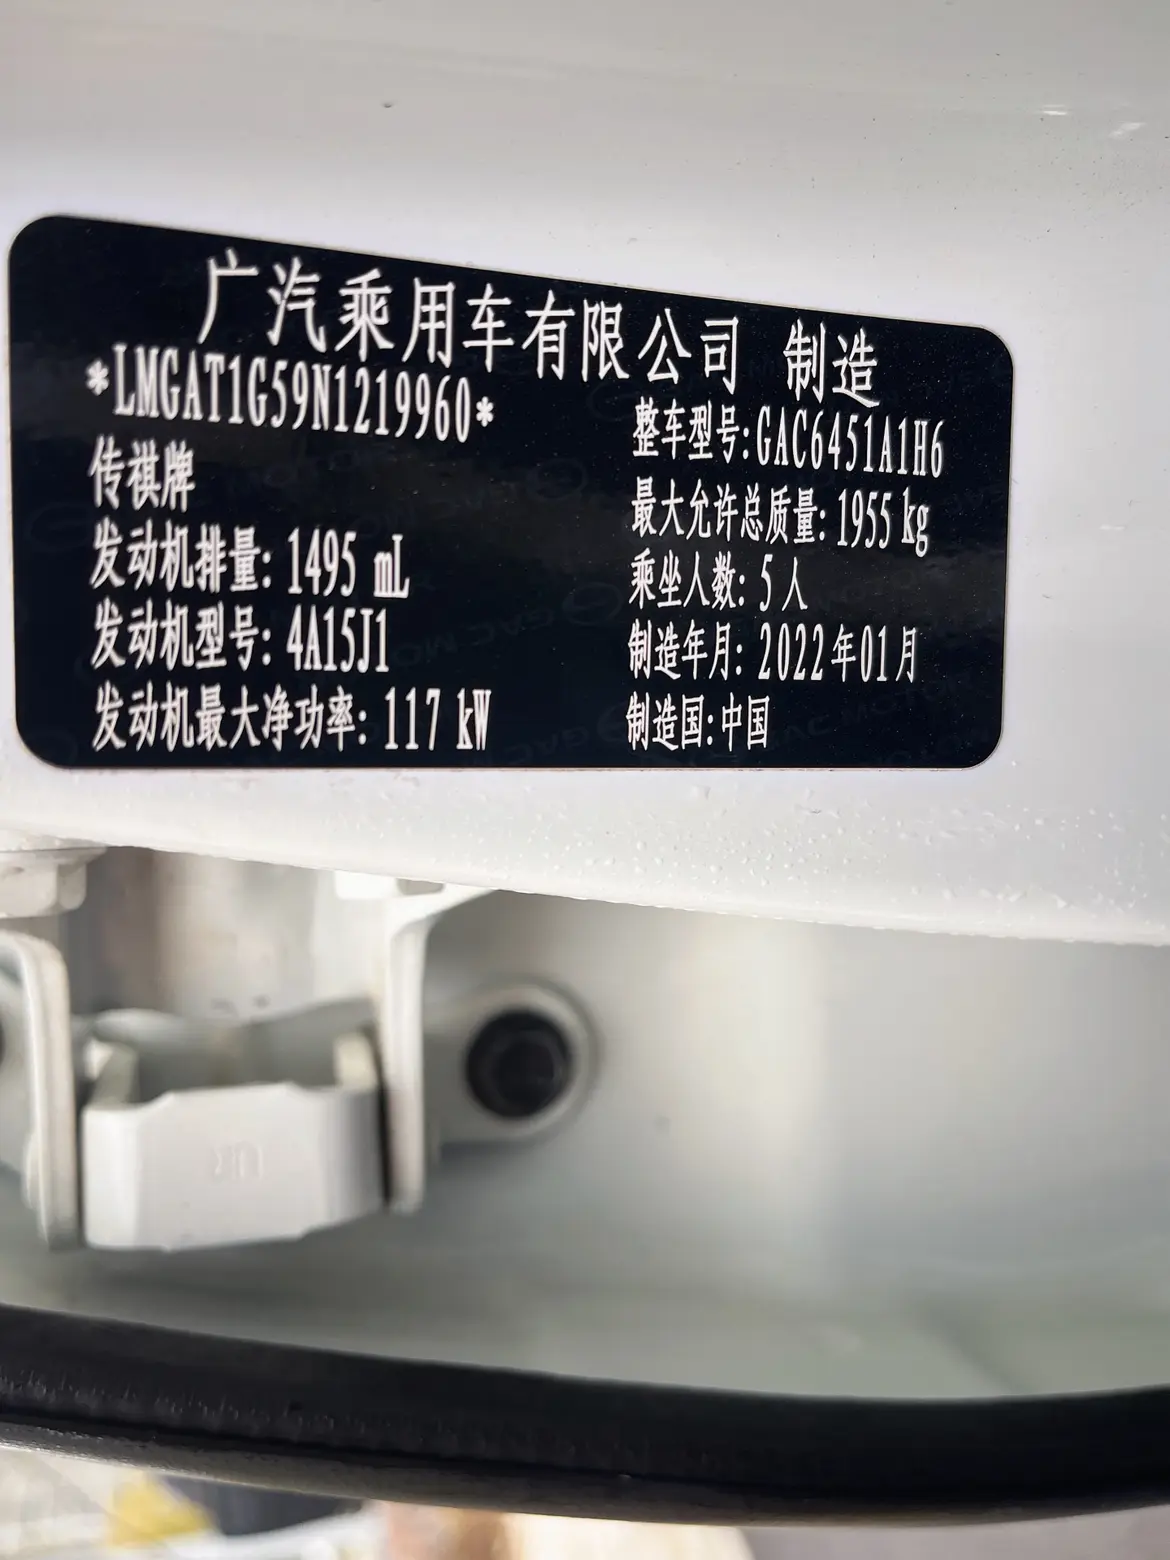 广汽乘用车有限公司 制造
*LMGAT1G59N1219960*
传祺牌
发动机排量: 1495 mL
发动机型号: 4A15J1
发动机最大净功率: 117 kW
整车型号:GAC6451A1H6
最大允许总质量: 1955 kg
乘坐人数: 5人
制造年月: 2022年01月
制造国:中国